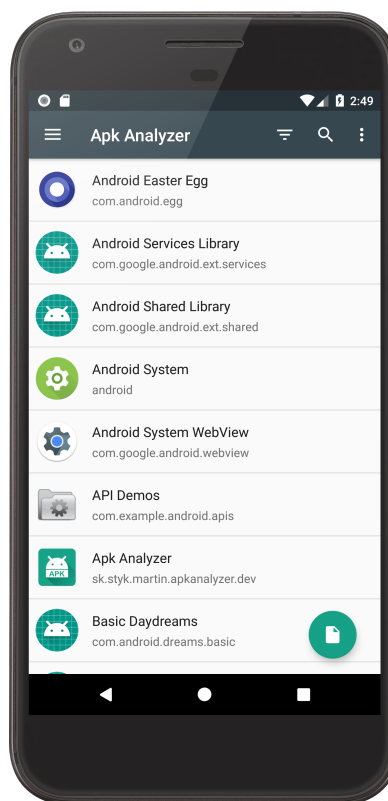 2:49
Apk Analyzer
Android Easter Egg
com.android.egg
Android Services Library
com.google.android.ext.services
Android Shared Library
com.google.android.ext.shared
Android System
android
Android System WebView
com.google.android.webview
API Demos
com.example.android.apis
APK
Apk Analyzer
sk.styk.martin.apkanalyzer.dev
Basic Daydreams
com.android.dreams.basic